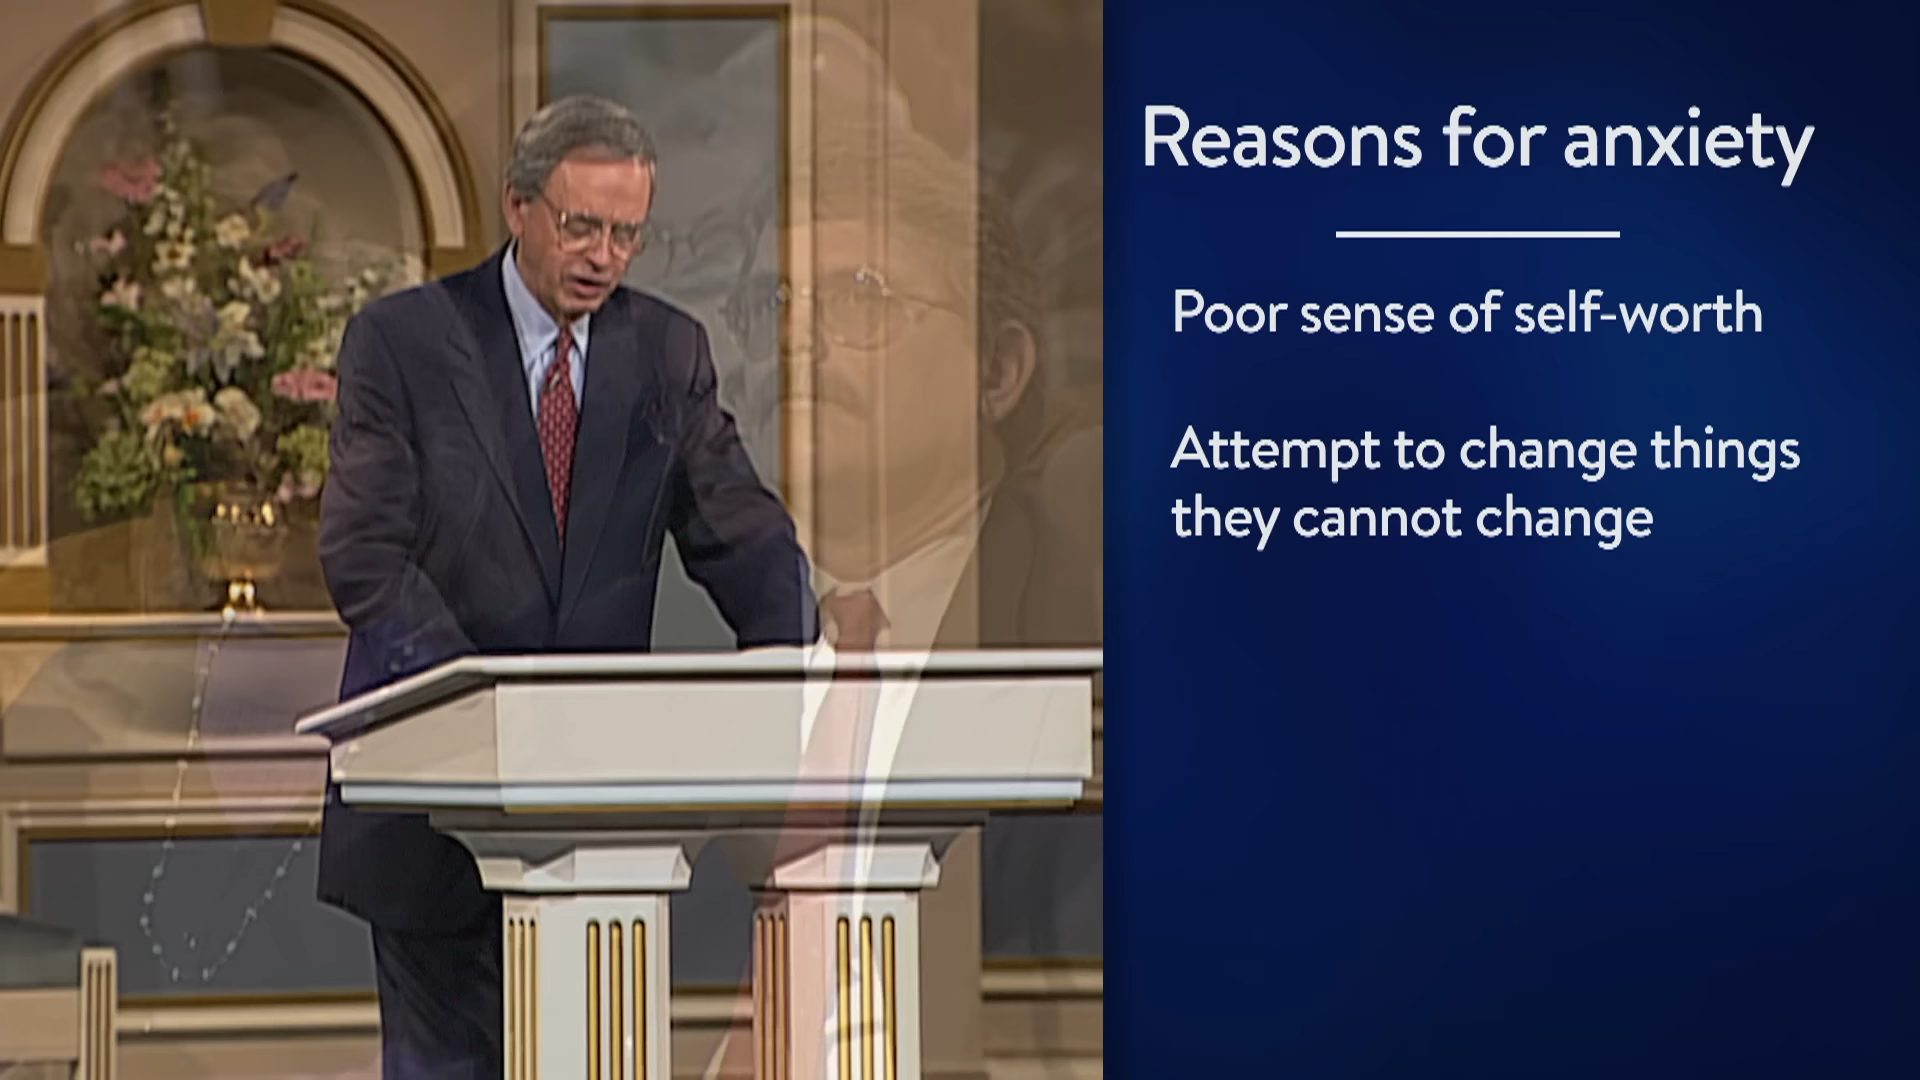 Reasons for anxiety
Poor sense of self-worth
Attempt to change things
they cannot change